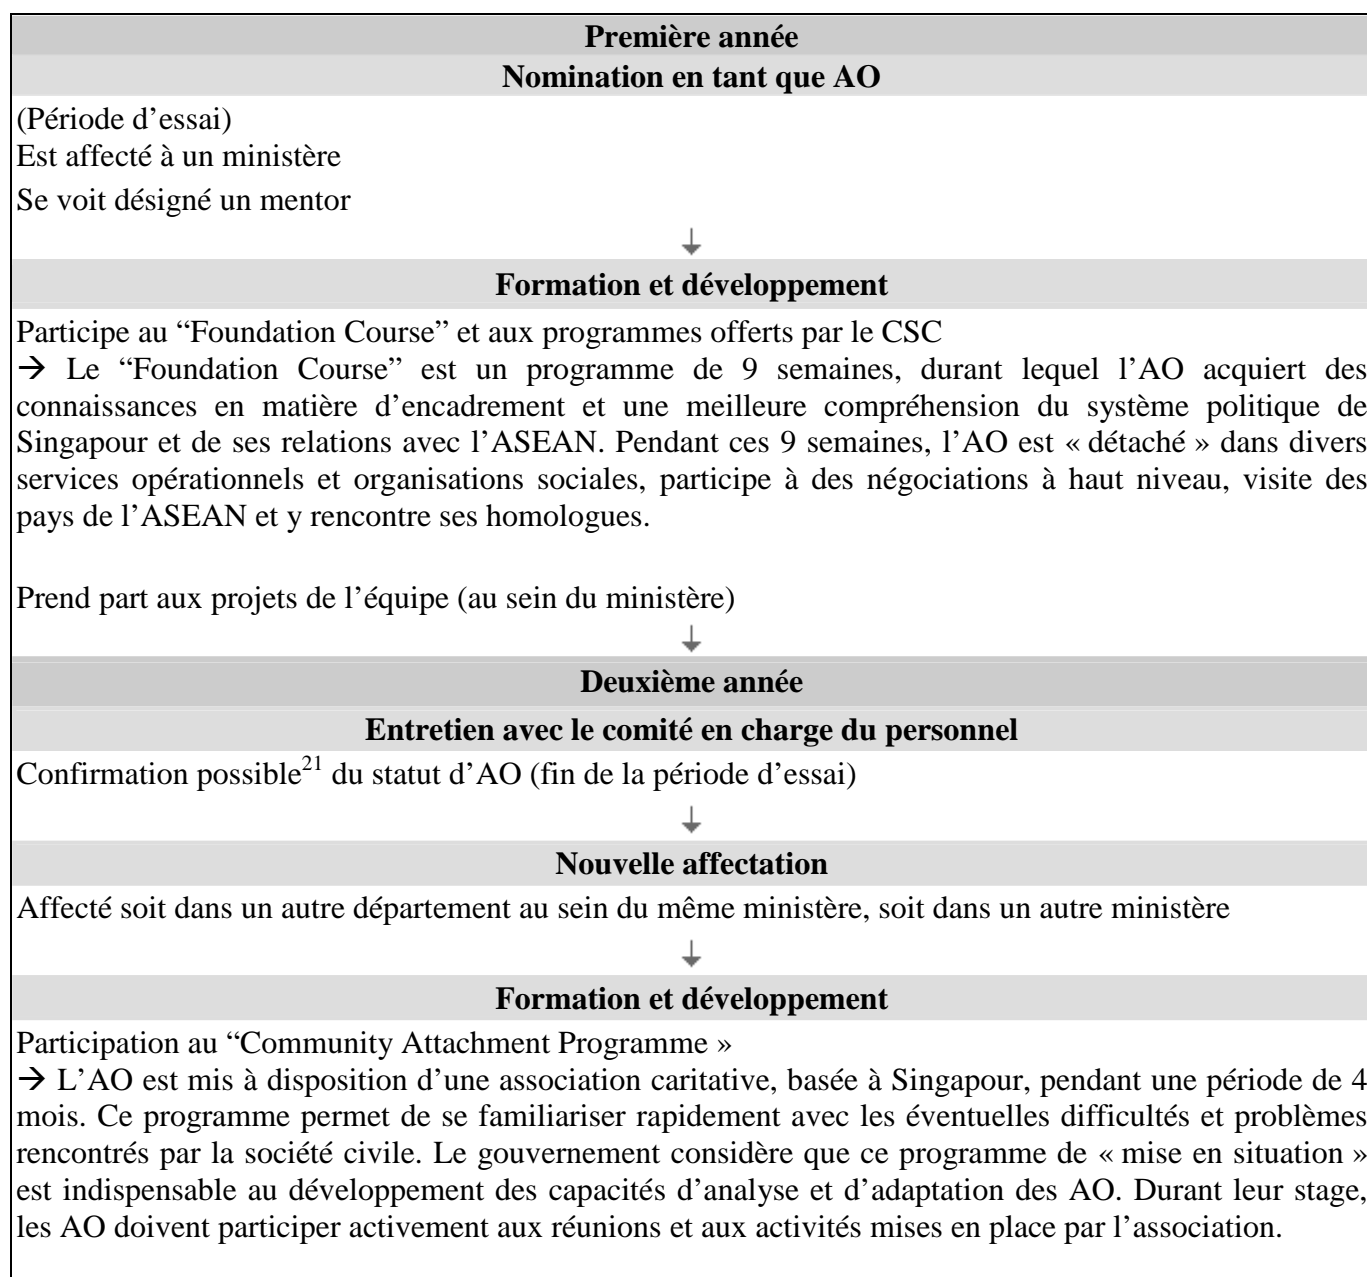 Première année
Nomination en tant que AO
(Période d’essai)
Est affecté à un ministère
Se voit désigné un mentor
↓
Formation et développement
Participe au “Foundation Course” et aux programmes offerts par le CSC
→ Le “Foundation Course” est un programme de 9 semaines, durant lequel l’AO acquiert des
connaissances en matière d’encadrement et une meilleure compréhension du système politique de
Singapour et de ses relations avec l’ASEAN. Pendant ces 9 semaines, l’AO est « détaché » dans divers
services opérationnels et organisations sociales, participe à des négociations à haut niveau, visite des
pays de l’ASEAN et y rencontre ses homologues.
Prend part aux projets de l’équipe (au sein du ministère)
↓
Deuxième année
Entretien avec le comité en charge du personnel
Confirmation possible21 du statut d’AO (fin de la période d’essai)
↓
Nouvelle affectation
Affecté soit dans un autre département au sein du même ministère, soit dans un autre ministère
↓
Formation et développement
Participation au “Community Attachment Programme »
→ L’AO est mis à disposition d’une association caritative, basée à Singapour, pendant une période de 4
mois. Ce programme permet de se familiariser rapidement avec les éventuelles difficultés et problèmes
rencontrés par la société civile. Le gouvernement considère que ce programme de « mise en situation »
est indispensable au développement des capacités d’analyse et d’adaptation des AO. Durant leur stage,
les AO doivent participer activement aux réunions et aux activités mises en place par l’association.